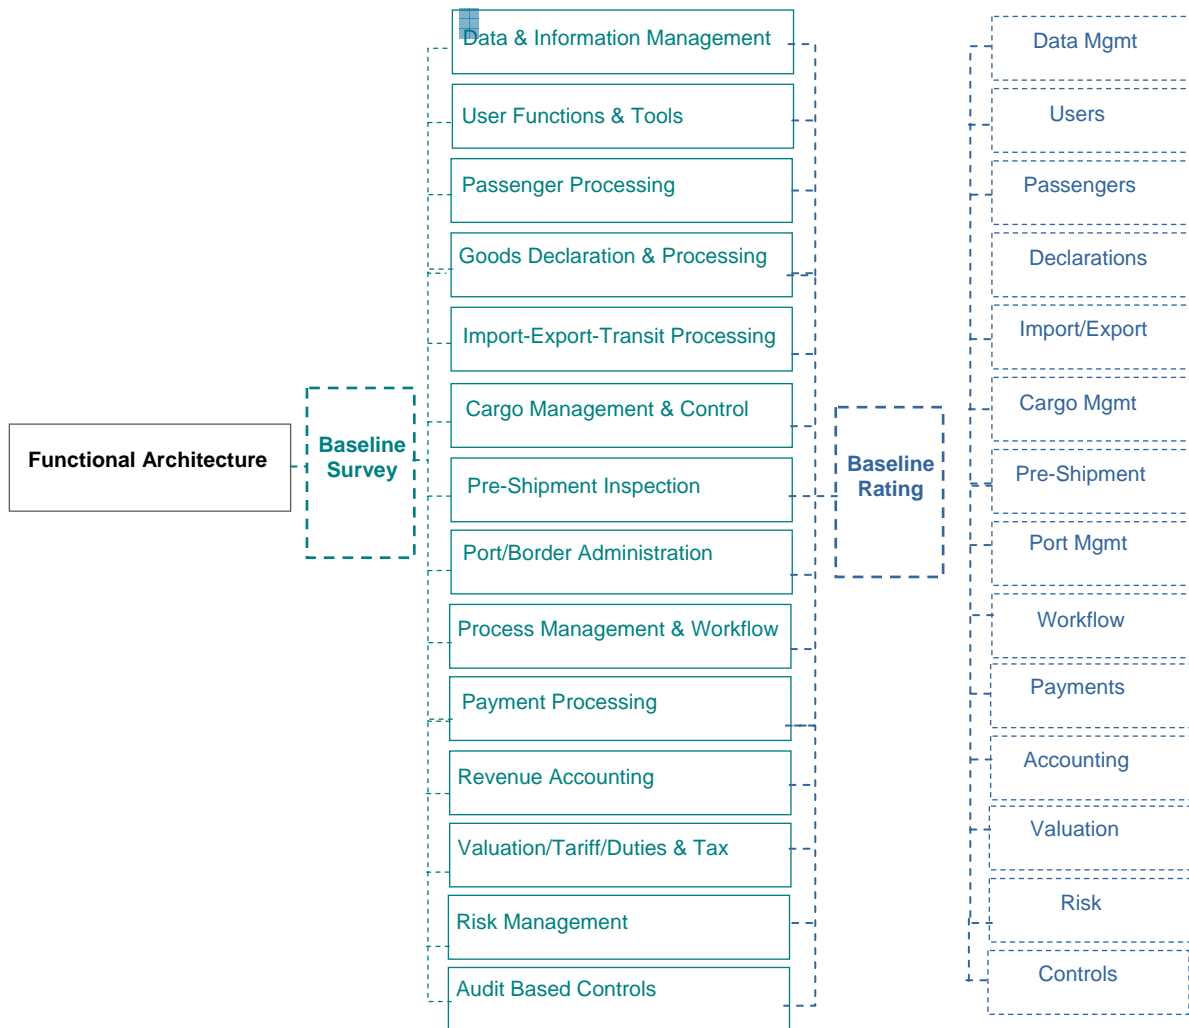 Functional Architecture
Baseline
Survey
Data & Information Management
User Functions & Tools
Passenger Processing
Goods Declaration & Processing
Import-Export-Transit Processing
Cargo Management & Control
Pre-Shipment Inspection
Port/Border Administration
Process Management & Workflow
Payment Processing
Revenue Accounting
Valuation/Tariff/Duties & Tax
Risk Management
Audit Based Controls
Baseline
Rating
Data Mgmt
Users
Passengers
Declarations
Import/Export
Cargo Mgmt
Pre-Shipment
Port Mgmt
Workflow
Payments
Accounting
Valuation
Risk
Controls